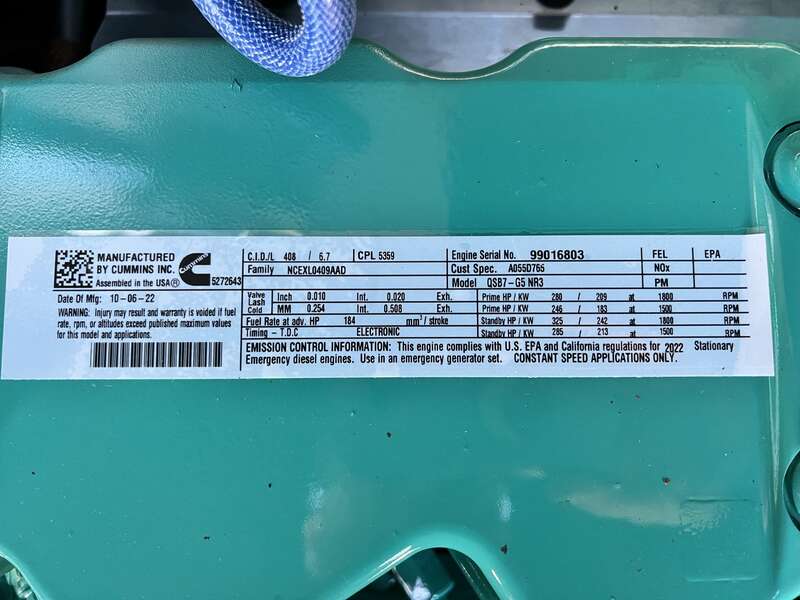 MANUFACTURED
BY CUMMINS INC.
Assembled in the USA®
Cummins
5272643
Date Of Mfg: 10-06-22
WARNING: Injury may result and warranty is voided if fuel
rate, rpm, or altitudes exceed published maximum values
for this model and applications.
C.I.D./L 408 / 6.7 CPL 5359
Family NCEXL0409AAD
Engine Serial No. 99016803
Cust Spec. A055D765
Model QSB7-G5 NR3
FEL EPA
NOx
PM
Valve Lash Cold
Inch 0.010 Int. 0.020 Exh.
MM 0.254 Int. 0.508 Exh.
Fuel Rate at adv. HP 184 mm³/ stroke
Timing - T.D.C ELECTRONIC
Prime HP / KW 280 / 209 at 1800 RPM
Prime HP / KW 246 / 183 at 1500 RPM
Standby HP / KW 325 / 242 at 1800 RPM
Standby HP / KW 285 / 213 at 1500 RPM
EMISSION CONTROL INFORMATION: This engine complies with U.S. EPA and California regulations for 2022 Stationary
Emergency diesel engines. Use in an emergency generator set. CONSTANT SPEED APPLICATIONS ONLY.